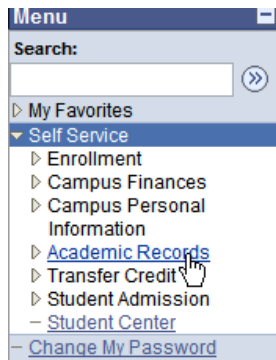 Menu
Search:
My Favorites
Self Service
Enrollment
Campus Finances
Campus Personal
Information
Academic Records
Transfer Credit
Student Admission
Student Center
Change My Password